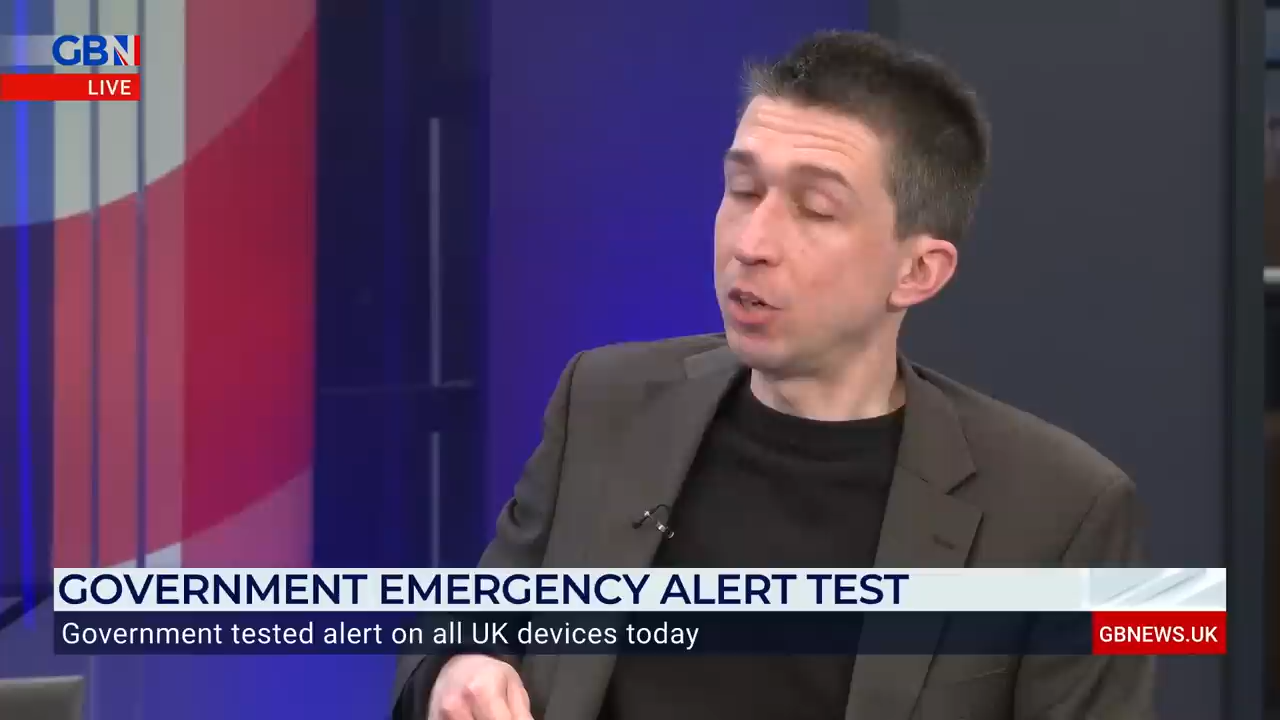 GBN
LIVE
GOVERNMENT EMERGENCY ALERT TEST
Government tested alert on all UK devices today
GBNEWS.UK